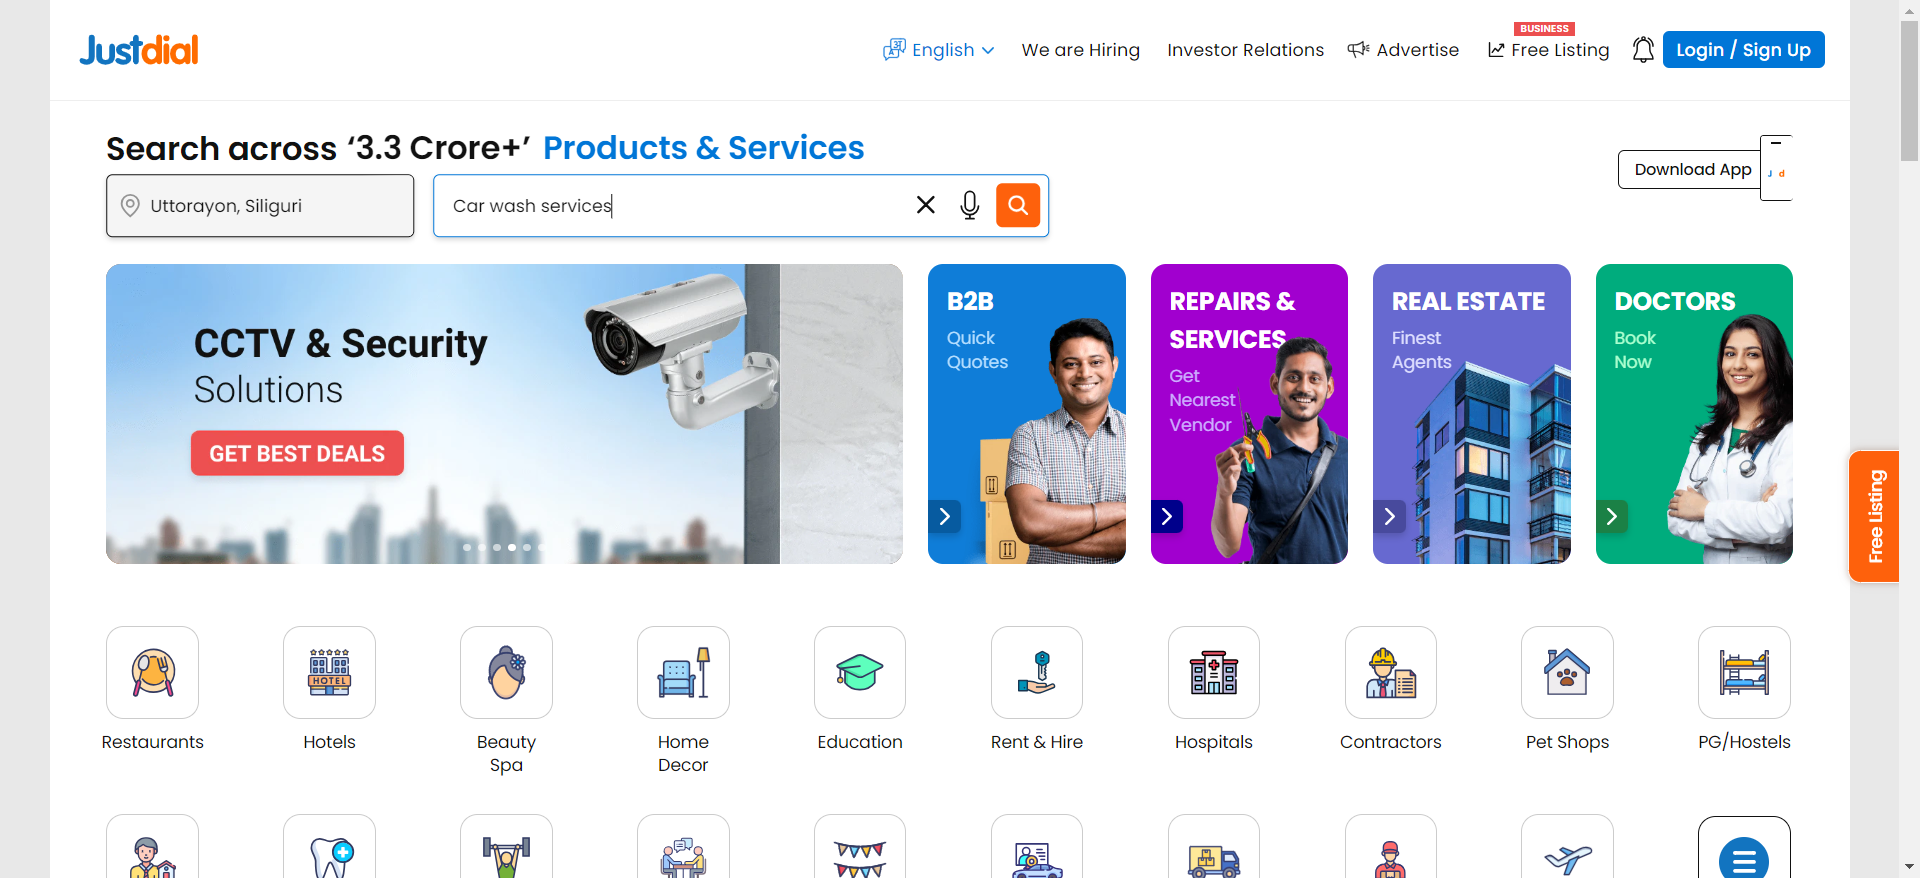 Justdial
English
We are Hiring
Investor Relations
Advertise
BUSINESS
Free Listing
Login / Sign Up
Search across ‘3.3 Crore+’ Products & Services
Download App
J d
Uttorayon, Siliguri
Car wash services
CCTV & Security
Solutions
GET BEST DEALS
B2B
Quick
Quotes
REPAIRS &
SERVICES
Get
Nearest
Vendor
REAL ESTATE
Finest
Agents
DOCTORS
Book
Now
Free Listing
HOTEL
Restaurants
Hotels
Beauty
Spa
Home
Decor
Education
Rent & Hire
Hospitals
Contractors
Pet Shops
PG/Hostels